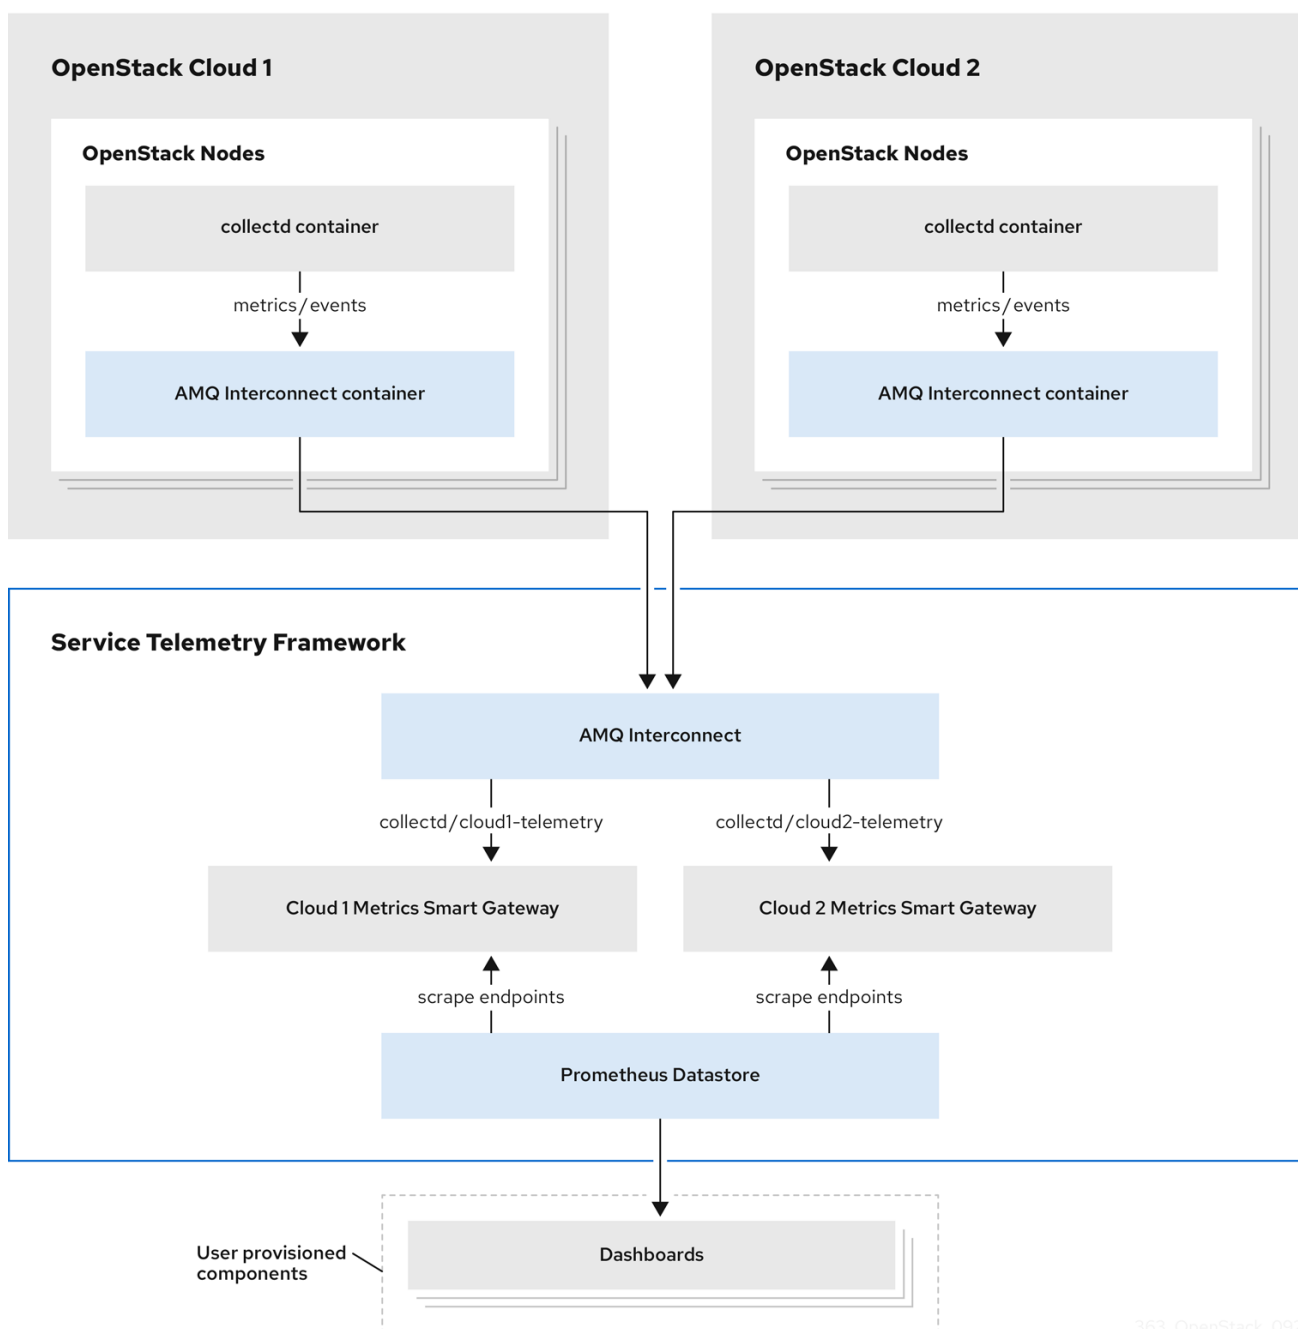 OpenStack Cloud 1
OpenStack Cloud 2
OpenStack Nodes
OpenStack Nodes
collectd container
collectd container
metrics/events
metrics/events
AMQ Interconnect container
AMQ Interconnect container
Service Telemetry Framework
AMQ Interconnect
collectd/cloud1-telemetry
collectd/cloud2-telemetry
Cloud 1 Metrics Smart Gateway
Cloud 2 Metrics Smart Gateway
scrape endpoints
scrape endpoints
Prometheus Datastore
User provisioned
components
Dashboards